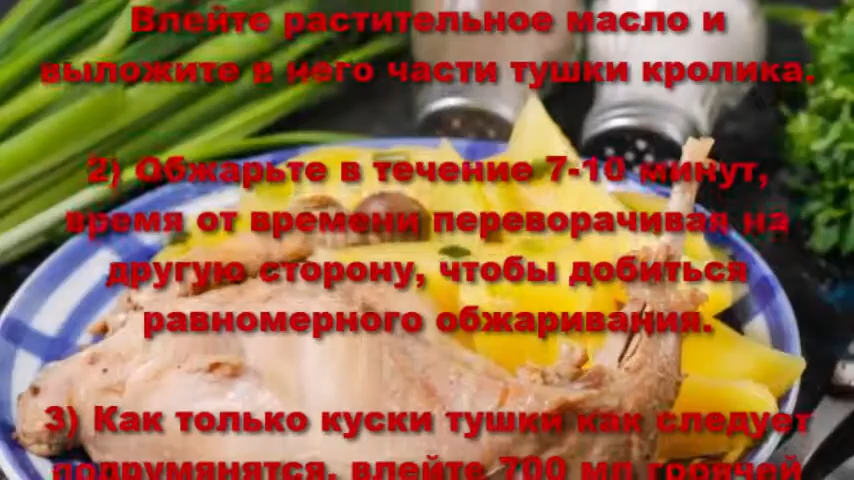 Влейте растительное масло и
выложите в него части тушки кролика.
2) Обжарьте в течение 7-10 минут,
время от времени переворачивая на
другую сторону, чтобы добиться
равномерного обжаривания.
3) Как только куски тушки как следует
подрумянятся, влейте 700 мл горячей